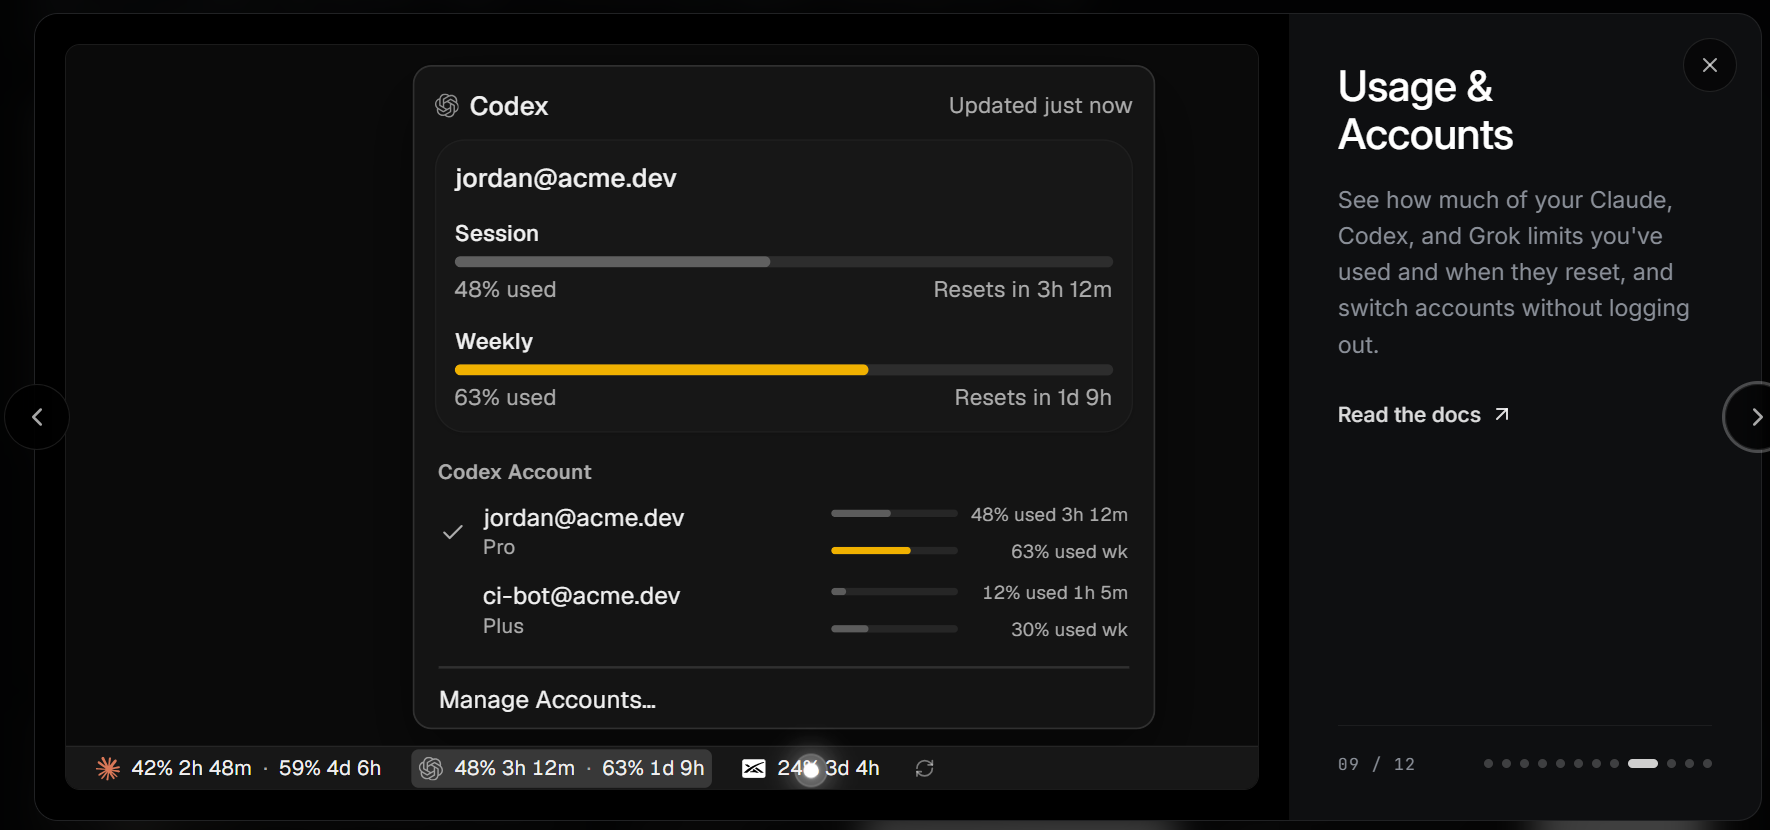 Codex
Updated just now
jordan@acme.dev
Session
48% used
Resets in 3h 12m
Weekly
63% used
Resets in 1d 9h
Codex Account
jordan@acme.dev
Pro
48% used 3h 12m
63% used wk
ci-bot@acme.dev
Plus
12% used 1h 5m
30% used wk
Manage Accounts...
42% 2h 48m · 59% 4d 6h
48% 3h 12m · 63% 1d 9h
24% 3d 4h
Usage &
Accounts
See how much of your Claude,
Codex, and Grok limits you've
used and when they reset, and
switch accounts without logging
out.
Read the docs
09 / 12